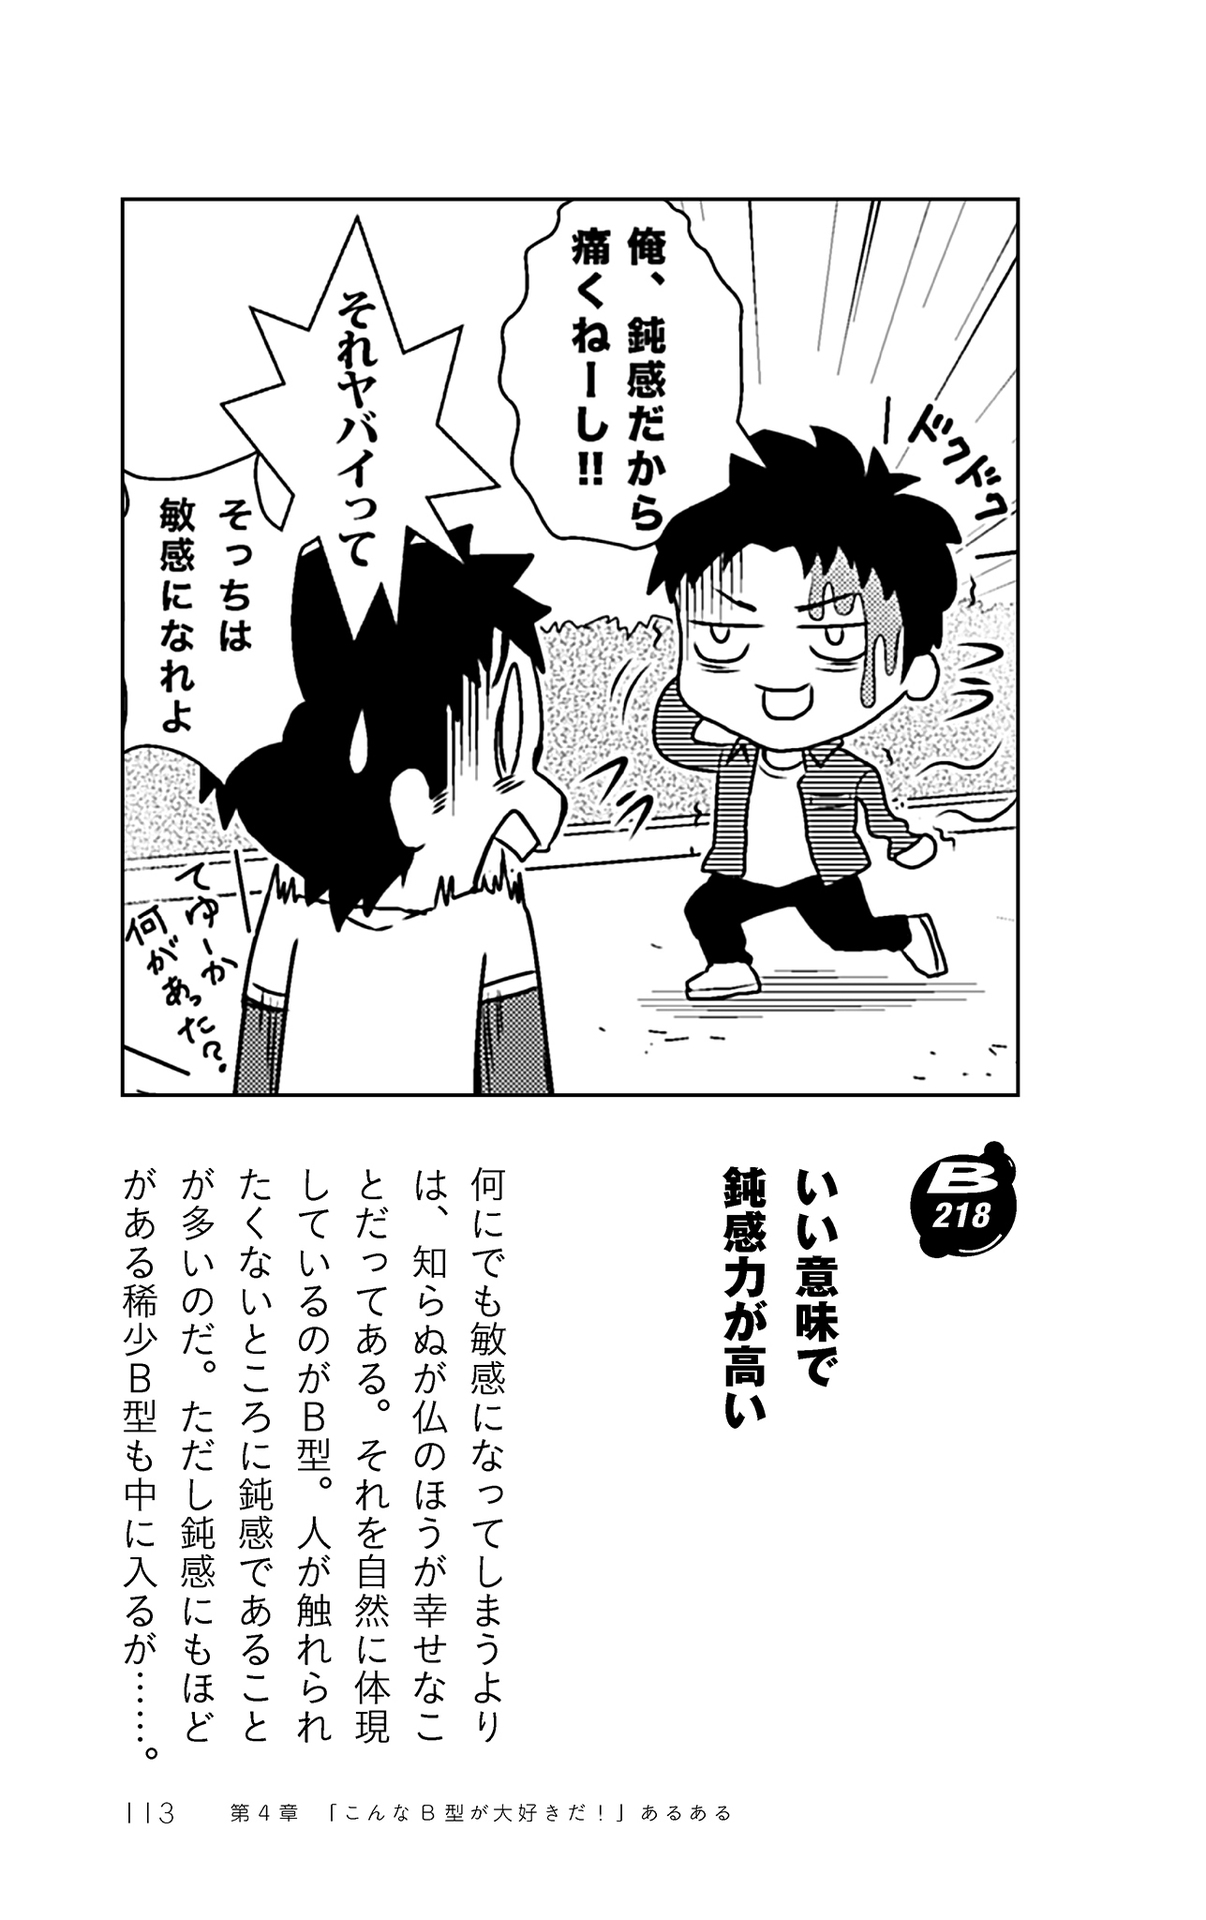 俺、鈍感だから
痛くねーし!!
ドクドク
それヤバイって
そっちは
敏感になれよ
てゆーか
何があった?
B
218
いい意味で
鈍感力が高い
何にでも敏感になってしまうより
は、知らぬが仏のほうが幸せなこ
とだってある。それを自然に体現
しているのがB型。人が触れられ
たくないところに鈍感であること
が多いのだ。ただし鈍感にもほど
がある稀少B型も中に入るが……。
113 第4章 「こんなB型が大好きだ!」あるある